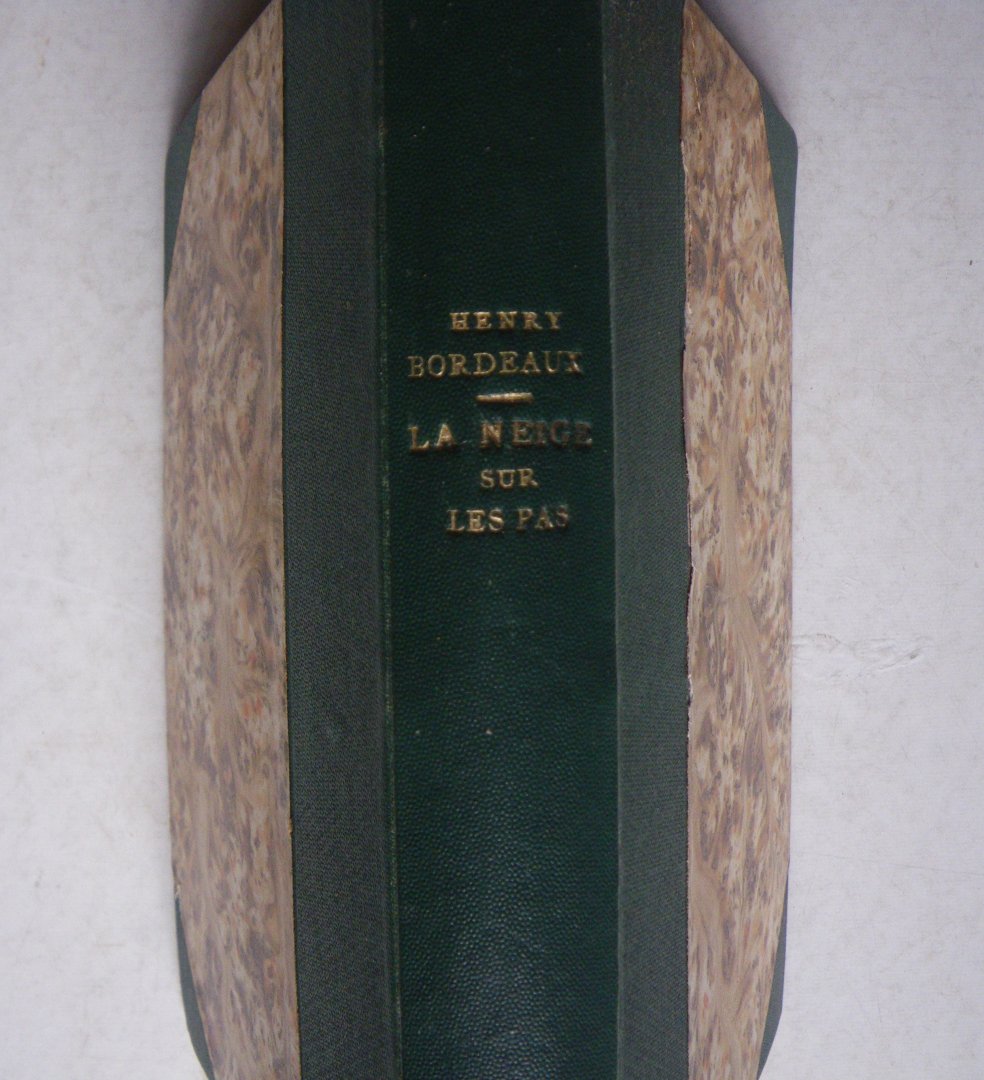 HENRY
BORDEAUX
LA NEIGE
SUR
LES PAS